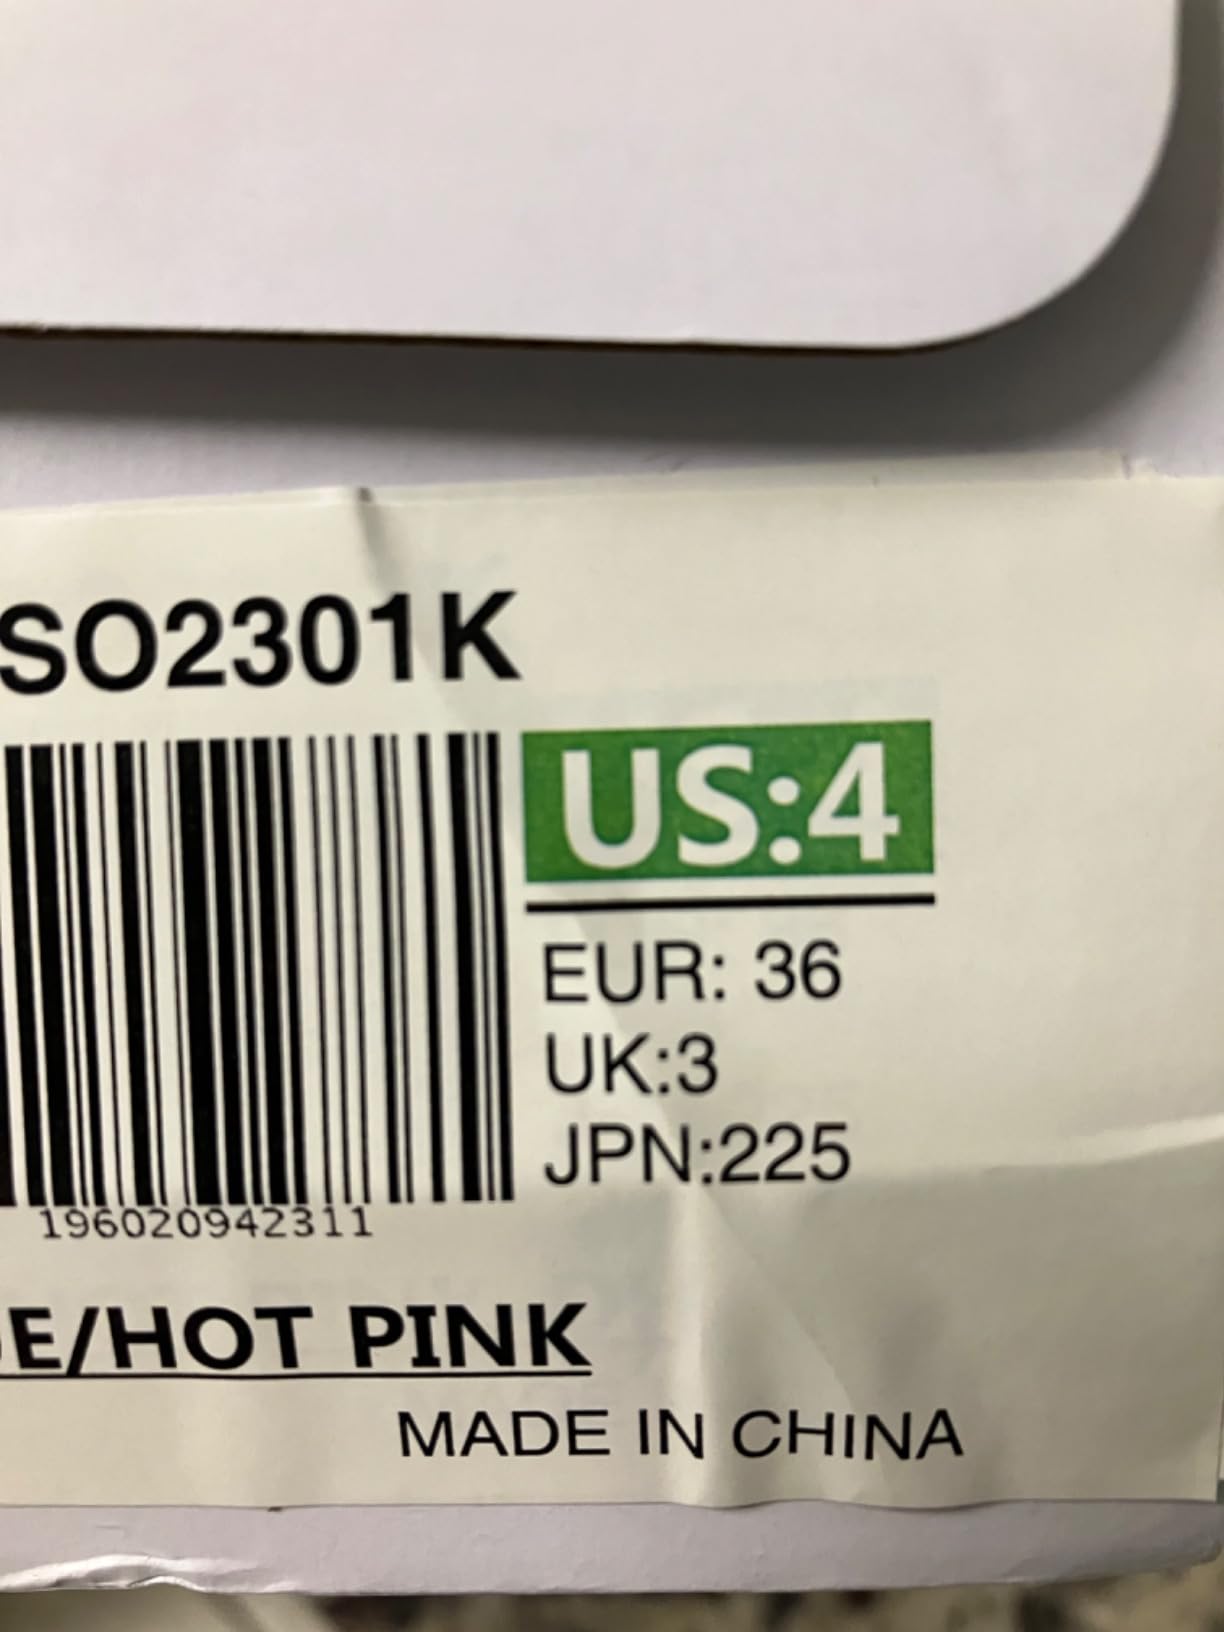 SO2301K
US:4
EUR: 36
UK:3
JPN:225
196020942311
E/HOT PINK
MADE IN CHINA